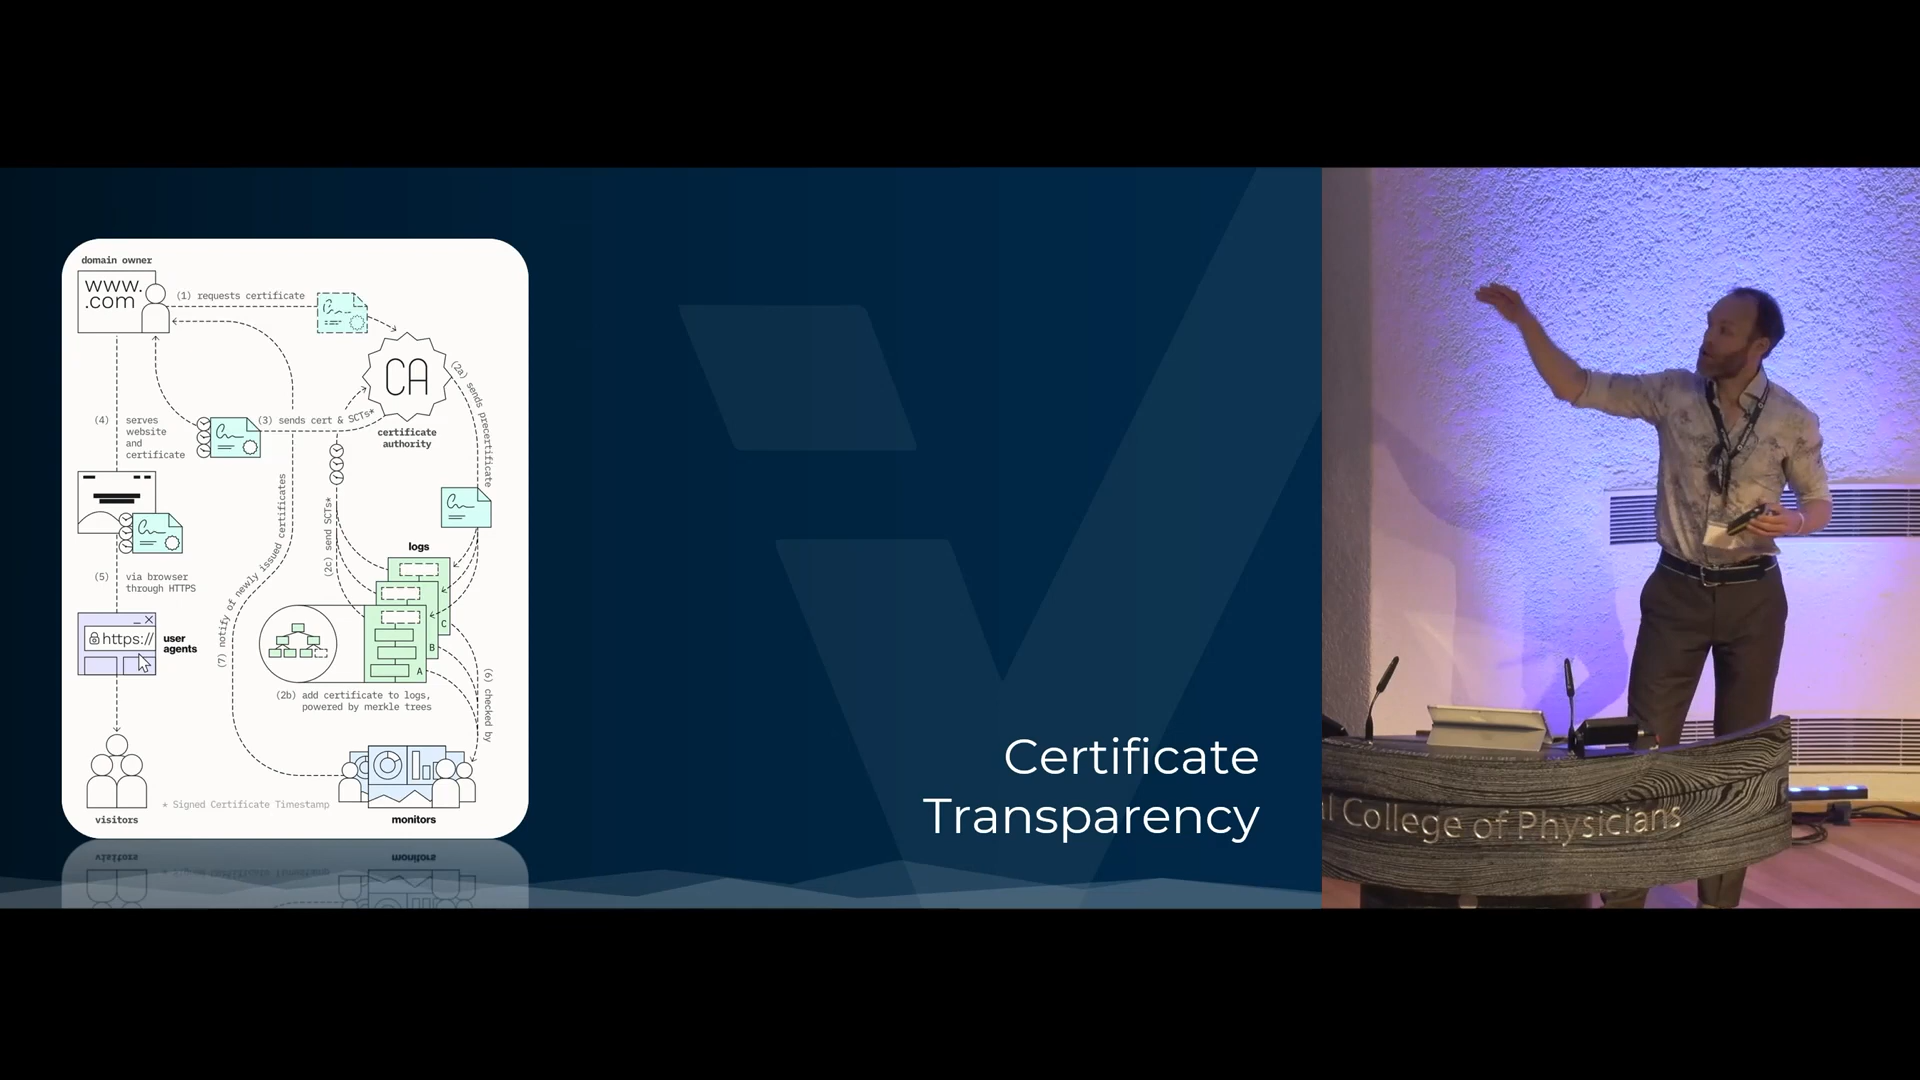 domain owner
www.
.com
(1) requests certificate
CA
certificate
authority
(2a) sends precertificate
(3) sends cert & SCTs*
(4) serves
website
and
certificate
(2c) send SCTs*
(7) notify of newly issued certificates
logs
(5) via browser
through HTTPS
https://
user
agents
C
B
A
(2b) add certificate to logs,
powered by merkle trees
(6) checked by
* Signed Certificate Timestamp
visitors
monitors
Certificate
Transparency
l College of Physicians